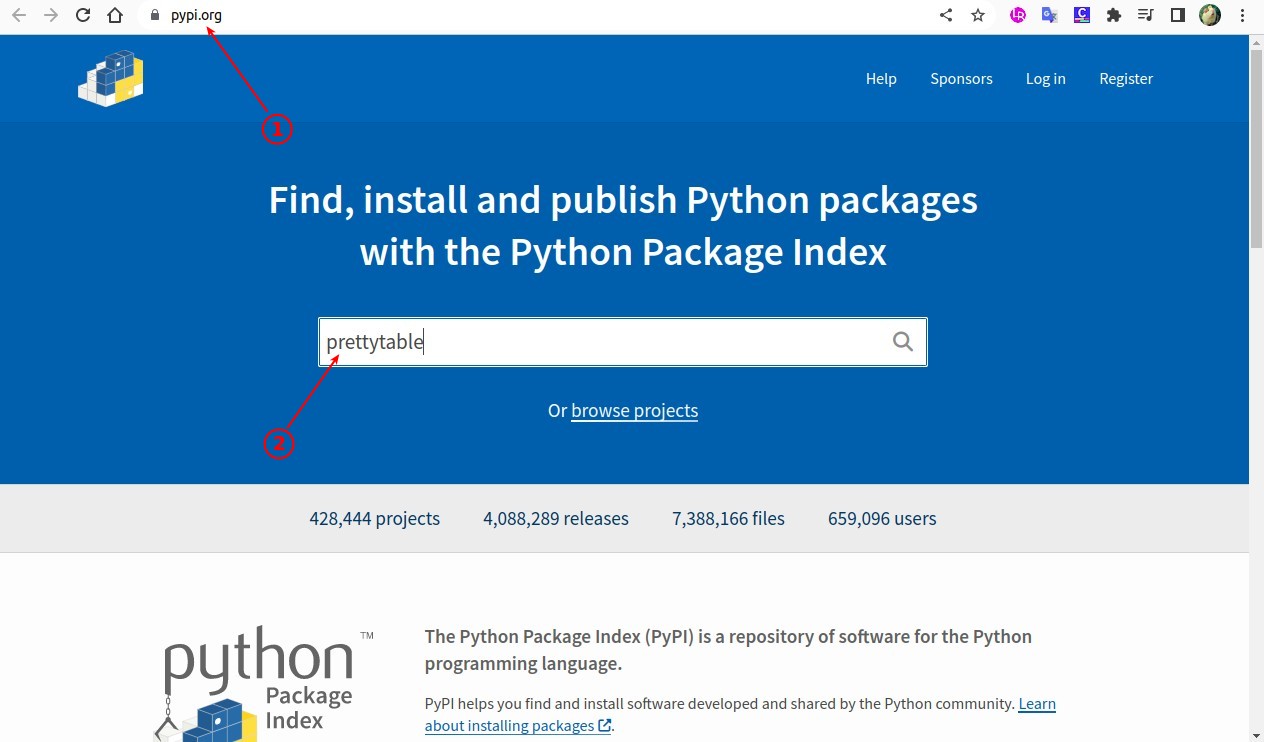 pypi.org
①
Help Sponsors Log in Register
Find, install and publish Python packages
with the Python Package Index
prettytable
Or browse projects
②
428,444 projects 4,088,289 releases 7,388,166 files 659,096 users
python™
Package
Index
The Python Package Index (PyPI) is a repository of software for the Python
programming language.
PyPI helps you find and install software developed and shared by the Python community. Learn
about installing packages.